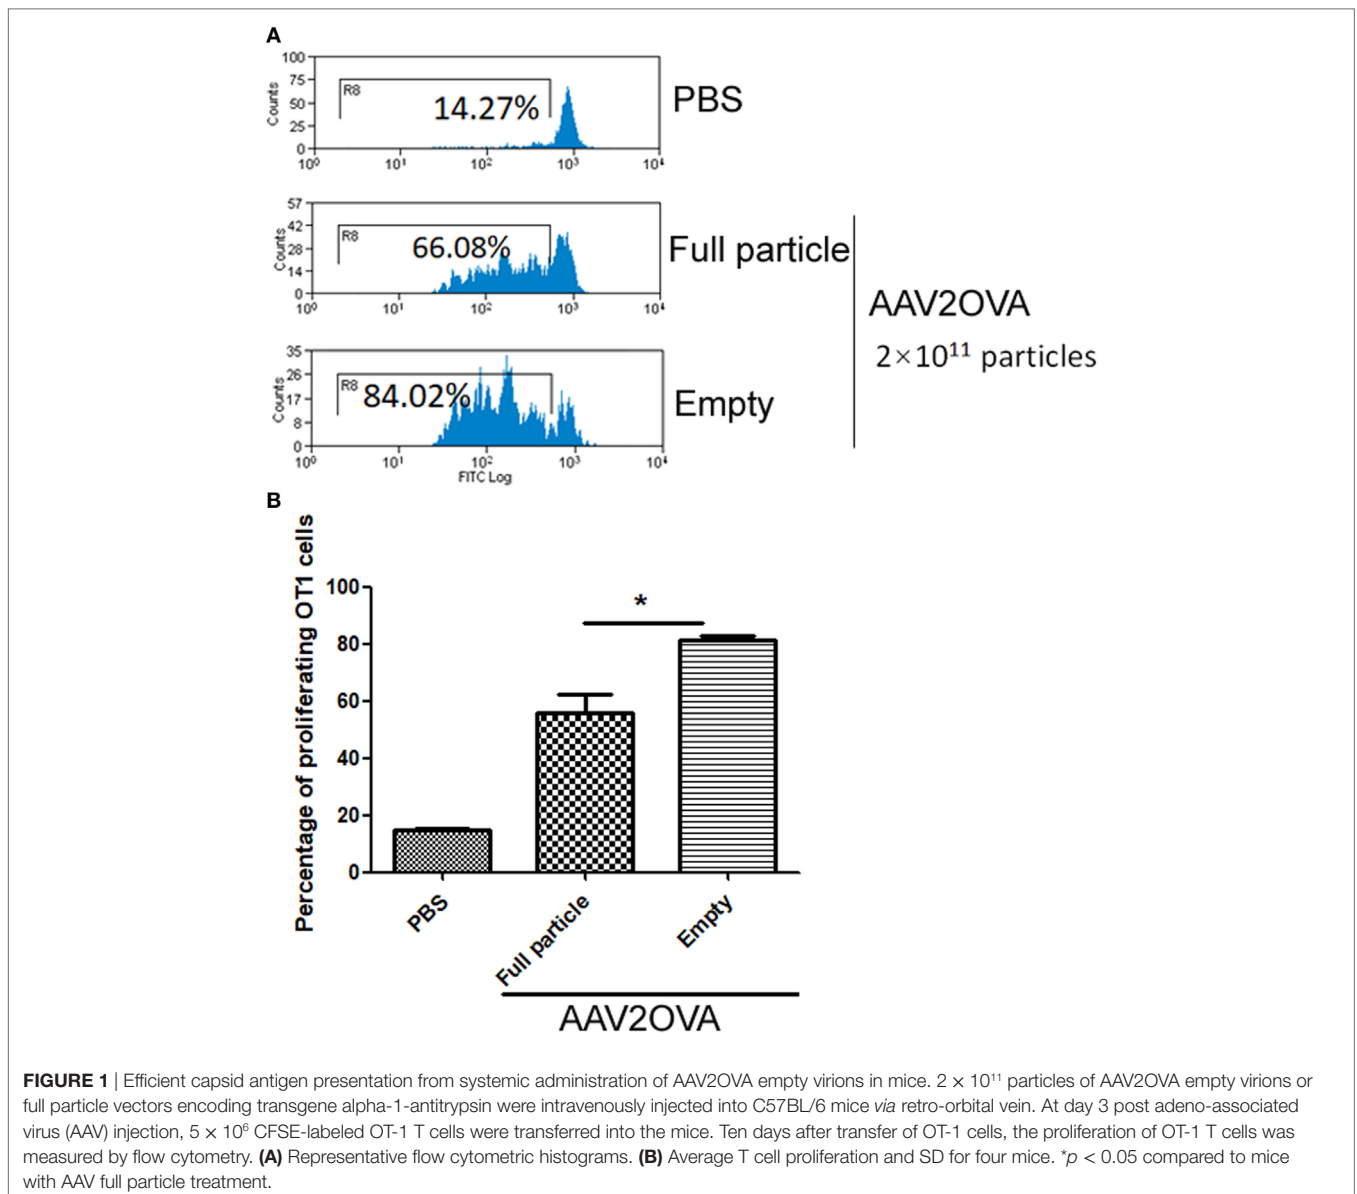 A
100
75
50
25
0
Counts
R8
14.27%
PBS
10⁰ 10¹ 10² 10³ 10⁴
57
42
28
14
0
Counts
R8
66.08%
Full particle
10⁰ 10¹ 10² 10³ 10⁴
AAV2OVA
2×10¹¹ particles
35
26
17
8
0
Counts
R8
84.02%
Empty
10⁰ 10¹ 10² 10³ 10⁴
FITC Log
B
Percentage of proliferating OT1 cells
100
80
60
40
20
0
*
PBS
Full particle
Empty
AAV2OVA
FIGURE 1 | Efficient capsid antigen presentation from systemic administration of AAV2OVA empty virions in mice. 2 × 10¹¹ particles of AAV2OVA empty virions or
full particle vectors encoding transgene alpha-1-antitrypsin were intravenously injected into C57BL/6 mice via retro-orbital vein. At day 3 post adeno-associated
virus (AAV) injection, 5 × 10⁶ CFSE-labeled OT-1 T cells were transferred into the mice. Ten days after transfer of OT-1 cells, the proliferation of OT-1 T cells was
measured by flow cytometry. (A) Representative flow cytometric histograms. (B) Average T cell proliferation and SD for four mice. *p < 0.05 compared to mice
with AAV full particle treatment.